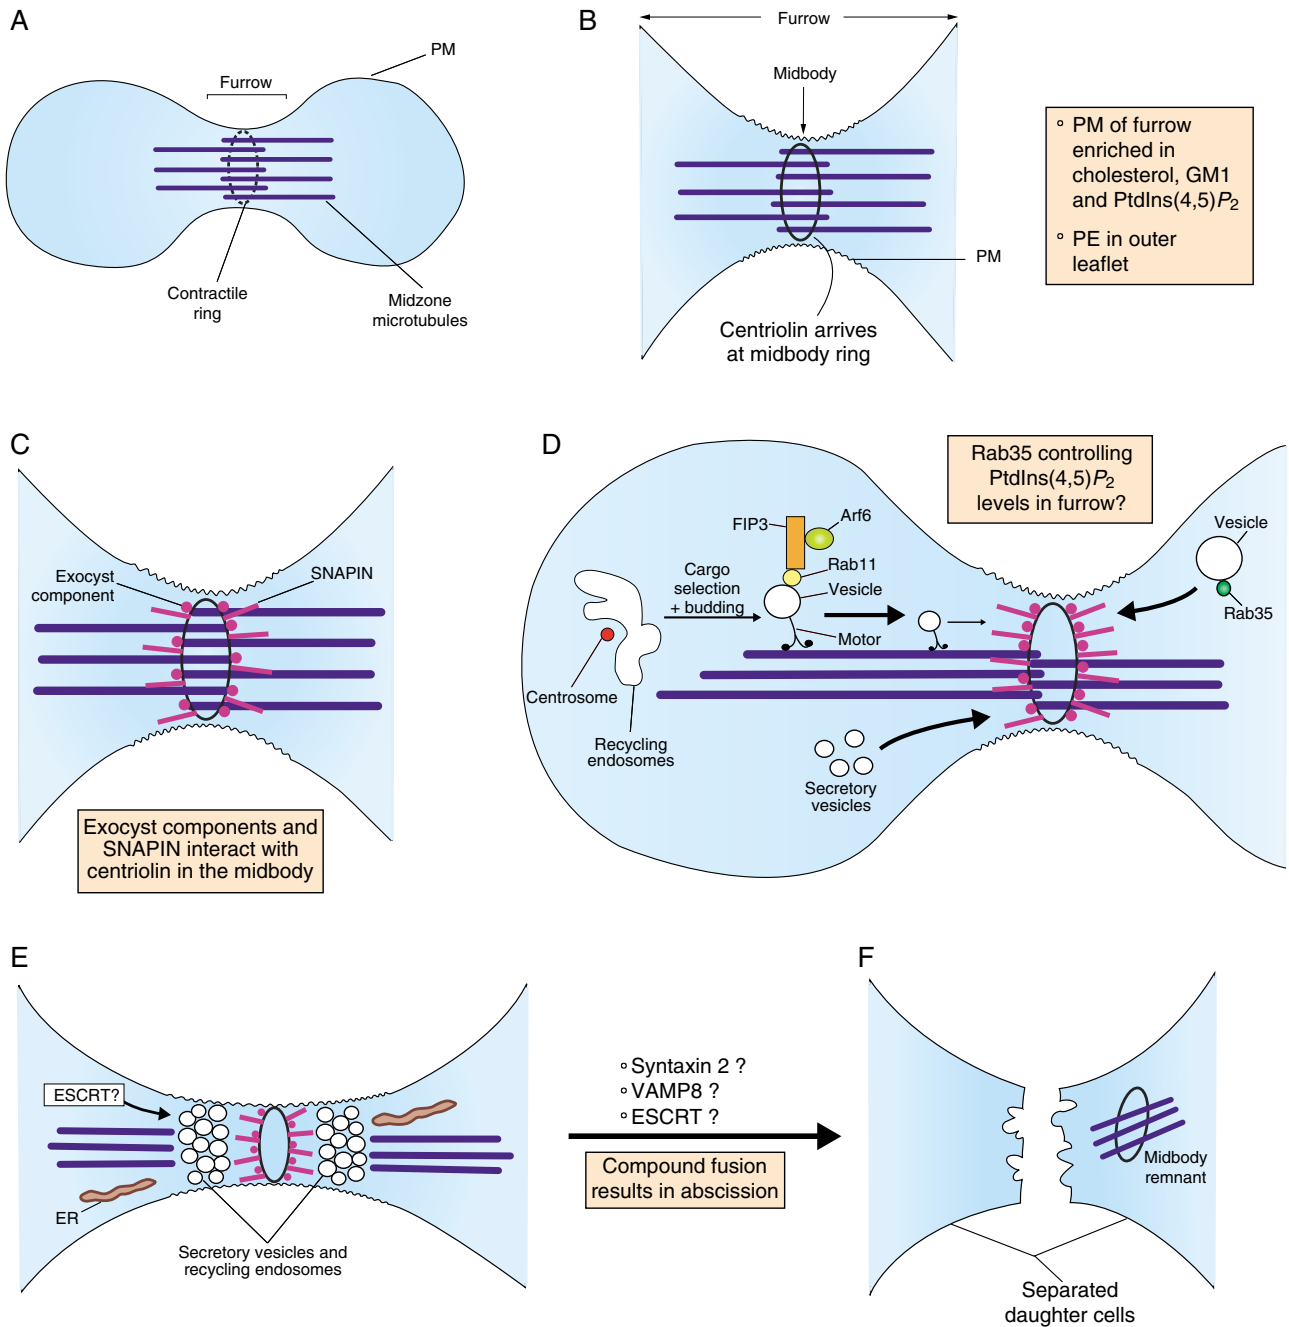 A
PM
Furrow
Contractile
ring
Midzone
microtubules
B
Furrow
Midbody
PM
Centriolin arrives
at midbody ring
° PM of furrow
enriched in
cholesterol, GM1
and PtdIns(4,5)P2
° PE in outer
leaflet
C
Exocyst
component
SNAPIN
Exocyst components and
SNAPIN interact with
centriolin in the midbody
D
Rab35 controlling
PtdIns(4,5)P2
levels in furrow?
FIP3
Arf6
Rab11
Vesicle
Motor
Cargo
selection
+ budding
Centrosome
Recycling
endosomes
Secretory
vesicles
Vesicle
Rab35
E
ESCRT?
ER
Secretory vesicles and
recycling endosomes
° Syntaxin 2 ?
° VAMP8 ?
° ESCRT ?
Compound fusion
results in abscission
F
Midbody
remnant
Separated
daughter cells